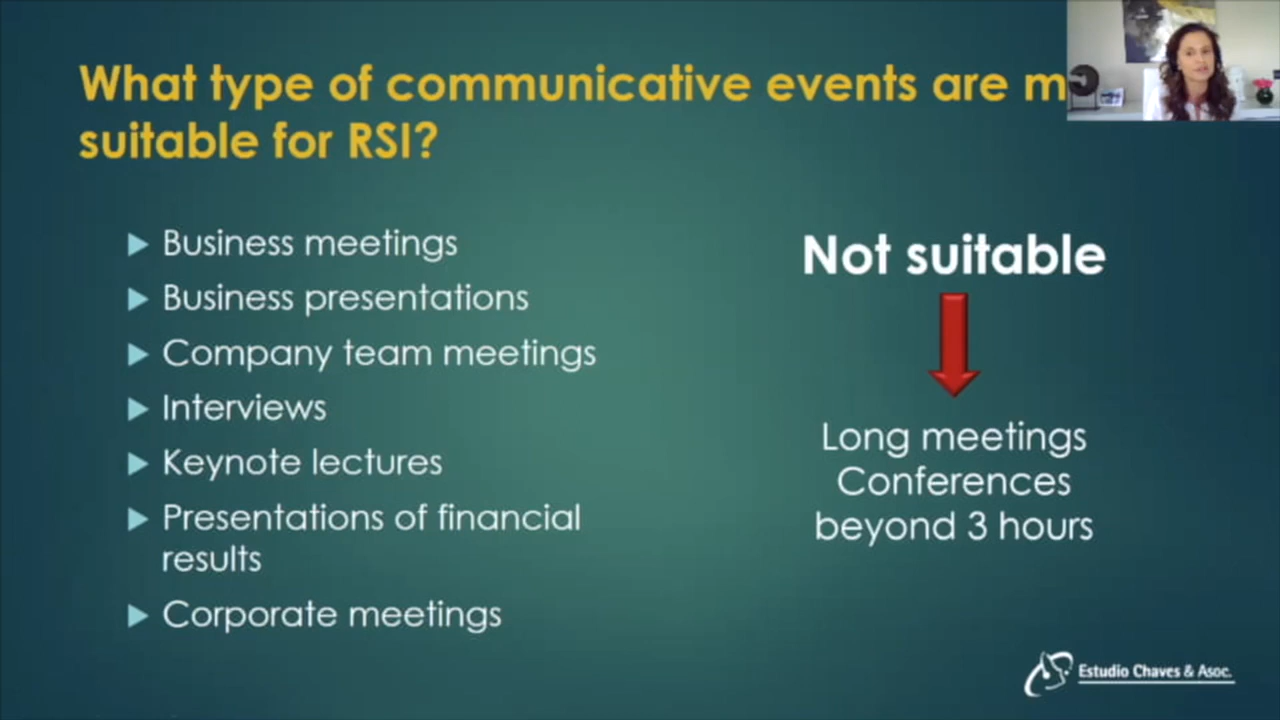 What type of communicative events are m
suitable for RSI?
Business meetings
Business presentations
Company team meetings
Interviews
Keynote lectures
Presentations of financial
results
Corporate meetings
Not suitable
Long meetings
Conferences
beyond 3 hours
Estudio Chaves & Asoc.